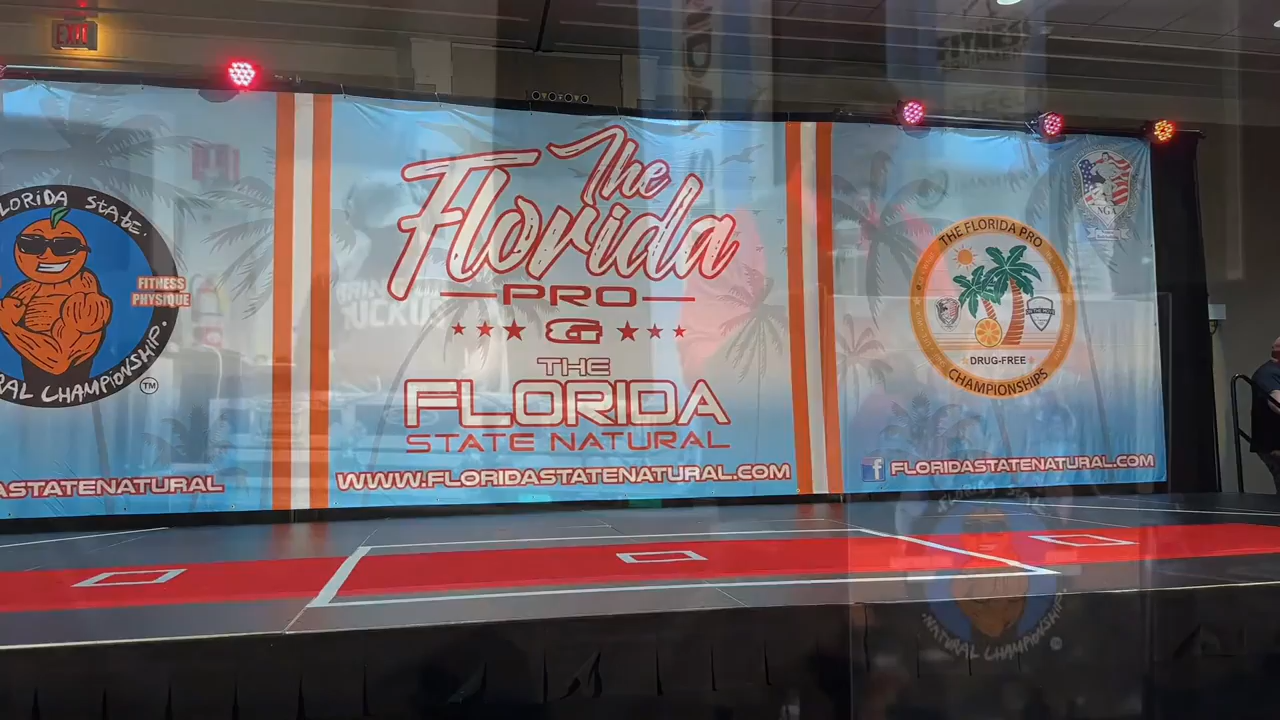 EXIT
FLORIDA STATE
FITNESS
PHYSIQUE
CHAMPIONSHIP.
TM
ASTATENATURAL
The
Florida
PRO
&
THE
FLORIDA
STATE NATURAL
WWW.FLORIDASTATENATURAL.COM
THE FLORIDA PRO
DRUG-FREE
CHAMPIONSHIPS
f FLORIDASTATENATURAL.COM
NATURAL CHAMPIONSHIP.